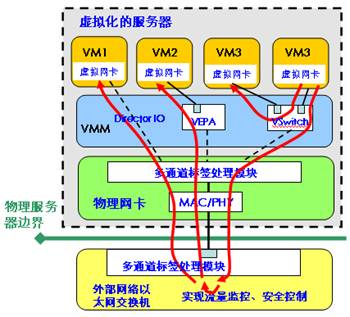 虚拟化的服务器
VM1
VM2
VM3
VM3
虚拟网卡
虚拟网卡
虚拟网卡
虚拟网卡
Director IO
VEPA
VSwitch
VMM
多通道标签处理模块
物理网卡
MAC/PHY
物理服务
器边界
多通道标签处理模块
外部网络以
太网交换机
实现流量监控、安全控制